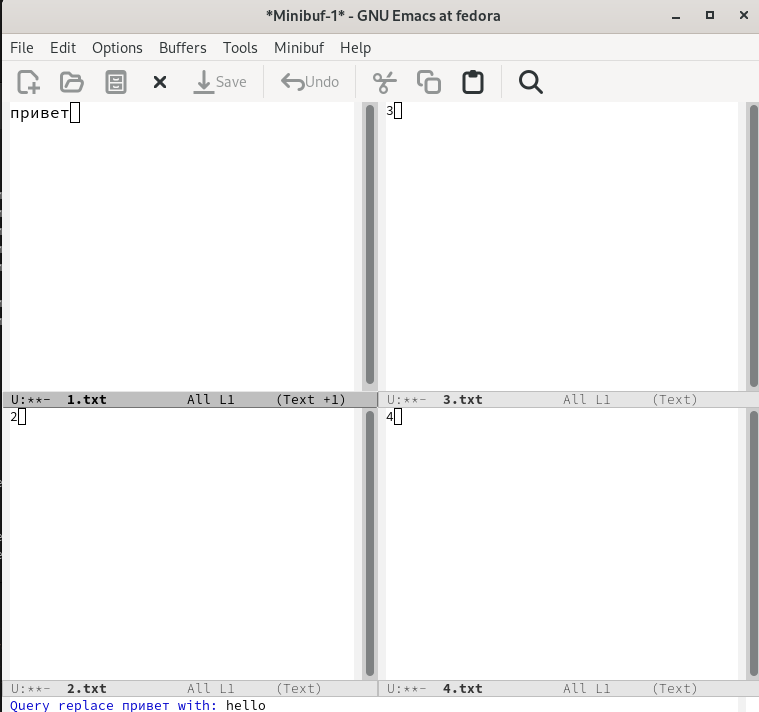 *Minibuf-1* - GNU Emacs at fedora
File Edit Options Buffers Tools Minibuf Help
Save Undo
привет
U:**- 1.txt All L1 (Text +1)
2
U:**- 2.txt All L1 (Text)
3
U:**- 3.txt All L1 (Text)
4
U:**- 4.txt All L1 (Text)
Query replace привет with: hello